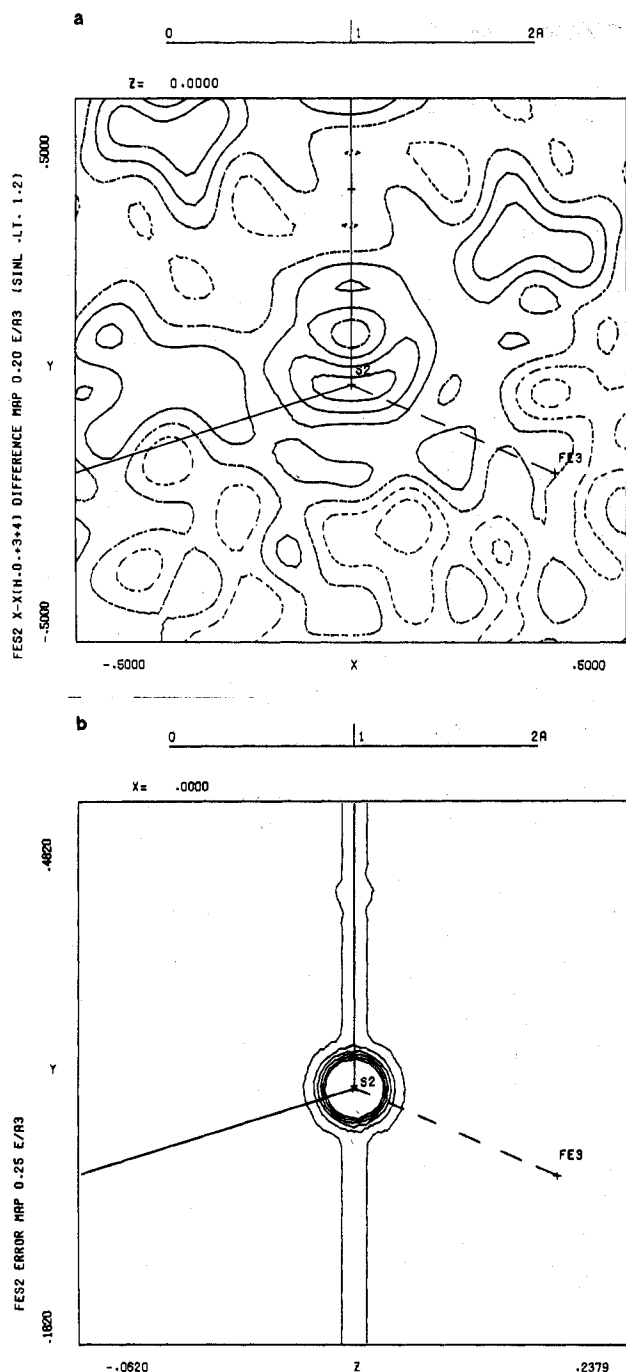 a
0 1 2A
Z= 0.0000
FES2 X-X(H.O.+3+4) DIFFERENCE MAP 0.20 E/A3 (SINL .LT. 1.2)
.5000
Y
-.5000
S2
FE3
-.5000 X .5000
b
0 1 2A
X= .0000
FES2 ERROR MAP 0.25 E/A3
.4820
Y
-.1820
S2
FE3
-.0620 Z .2379